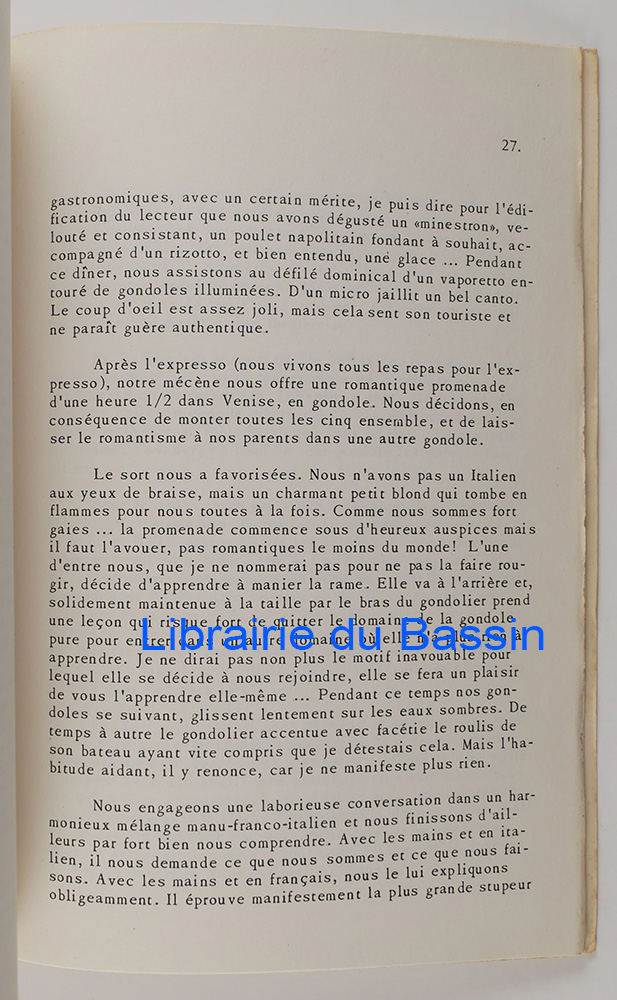 27.
gastronomiques, avec un certain mérite, je puis dire pour l'édi-
fication du lecteur que nous avons dégusté un «minestron», ve-
louté et consistant, un poulet napolitain fondant à souhait, ac-
compagné d'un rizotto, et bien entendu, une glace ... Pendant
ce dîner, nous assistons au défilé dominical d'un vaporetto en-
touré de gondoles illuminées. D'un micro jaillit un bel canto.
Le coup d'oeil est assez joli, mais cela sent son touriste et
ne paraît guère authentique.
Après l'expresso (nous vivons tous les repas pour l'ex-
presso), notre mécène nous offre une romantique promenade
d'une heure 1/2 dans Venise, en gondole. Nous décidons, en
conséquence de monter toutes les cinq ensemble, et de lais-
ser le romantisme à nos parents dans une autre gondole.
Le sort nous a favorisées. Nous n'avons pas un Italien
aux yeux de braise, mais un charmant petit blond qui tombe en
flammes pour nous toutes à la fois. Comme nous sommes fort
gaies ... la promenade commence sous d'heureux auspices mais
il faut l'avouer, pas romantiques le moins du monde! L'une
d'entre nous, que je ne nommerai pas pour ne pas la faire rou-
gir, décide d'apprendre à manier la rame. Elle va à l'arrière et,
solidement maintenue à la taille par le bras du gondolier prend
une leçon qui risque fort de quitter le domaine de la gondole
pure pour entrer dans un autre domaine où elle n'a plus rien à
Librairie du Bassin
apprendre. Je ne dirai pas non plus le motif inavouable pour
lequel elle se décide à nous rejoindre, elle se fera un plaisir
de vous l'apprendre elle-même ... Pendant ce temps nos gon-
doles se suivant, glissent lentement sur les eaux sombres. De
temps à autre le gondolier accentue avec facétie le roulis de
son bateau ayant vite compris que je détestais cela. Mais l'ha-
bitude aidant, il y renonce, car je ne manifeste plus rien.
Nous engageons une laborieuse conversation dans un har-
monieux mélange manu-franco-italien et nous finissons d'ail-
leurs par fort bien nous comprendre. Avec les mains et en ita-
lien, il nous demande ce que nous sommes et ce que nous fai-
sons. Avec les mains et en français, nous le lui expliquons
obligeamment. Il éprouve manifestement la plus grande stupeur